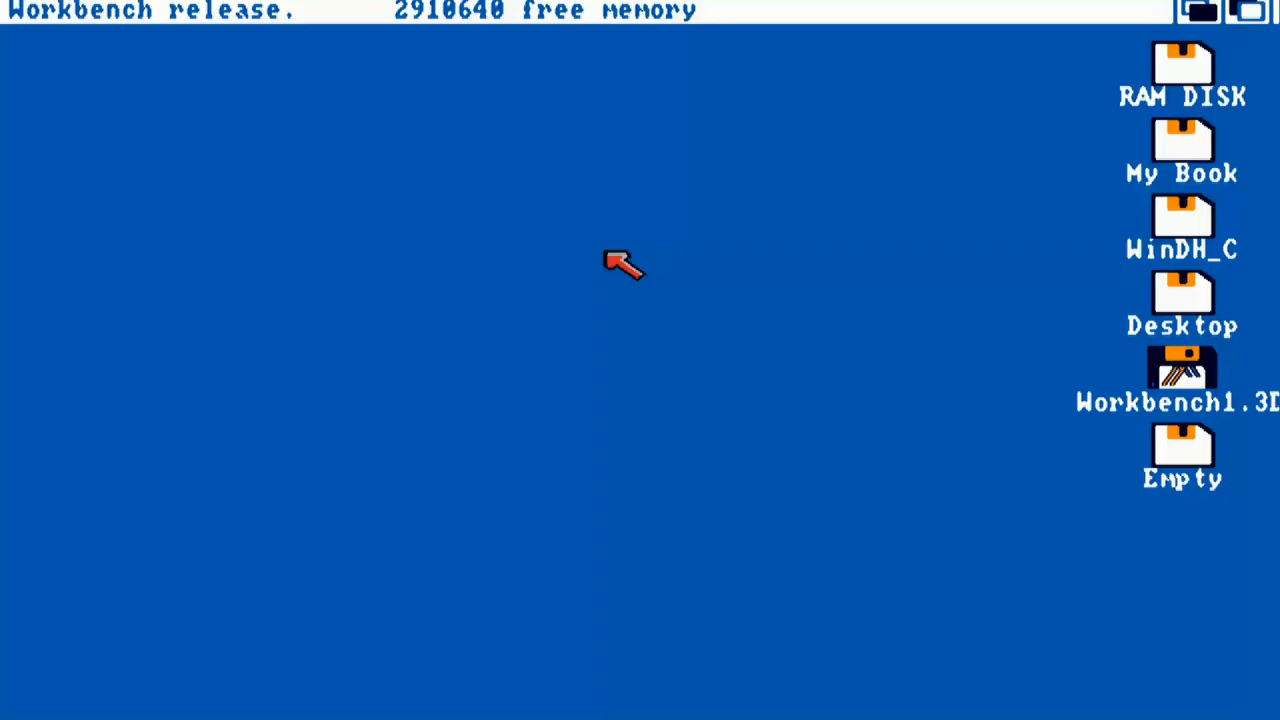 Workbench release. 2910640 free memory
RAM DISK
My Book
WinDH_C
Desktop
Workbench1.3D
Empty